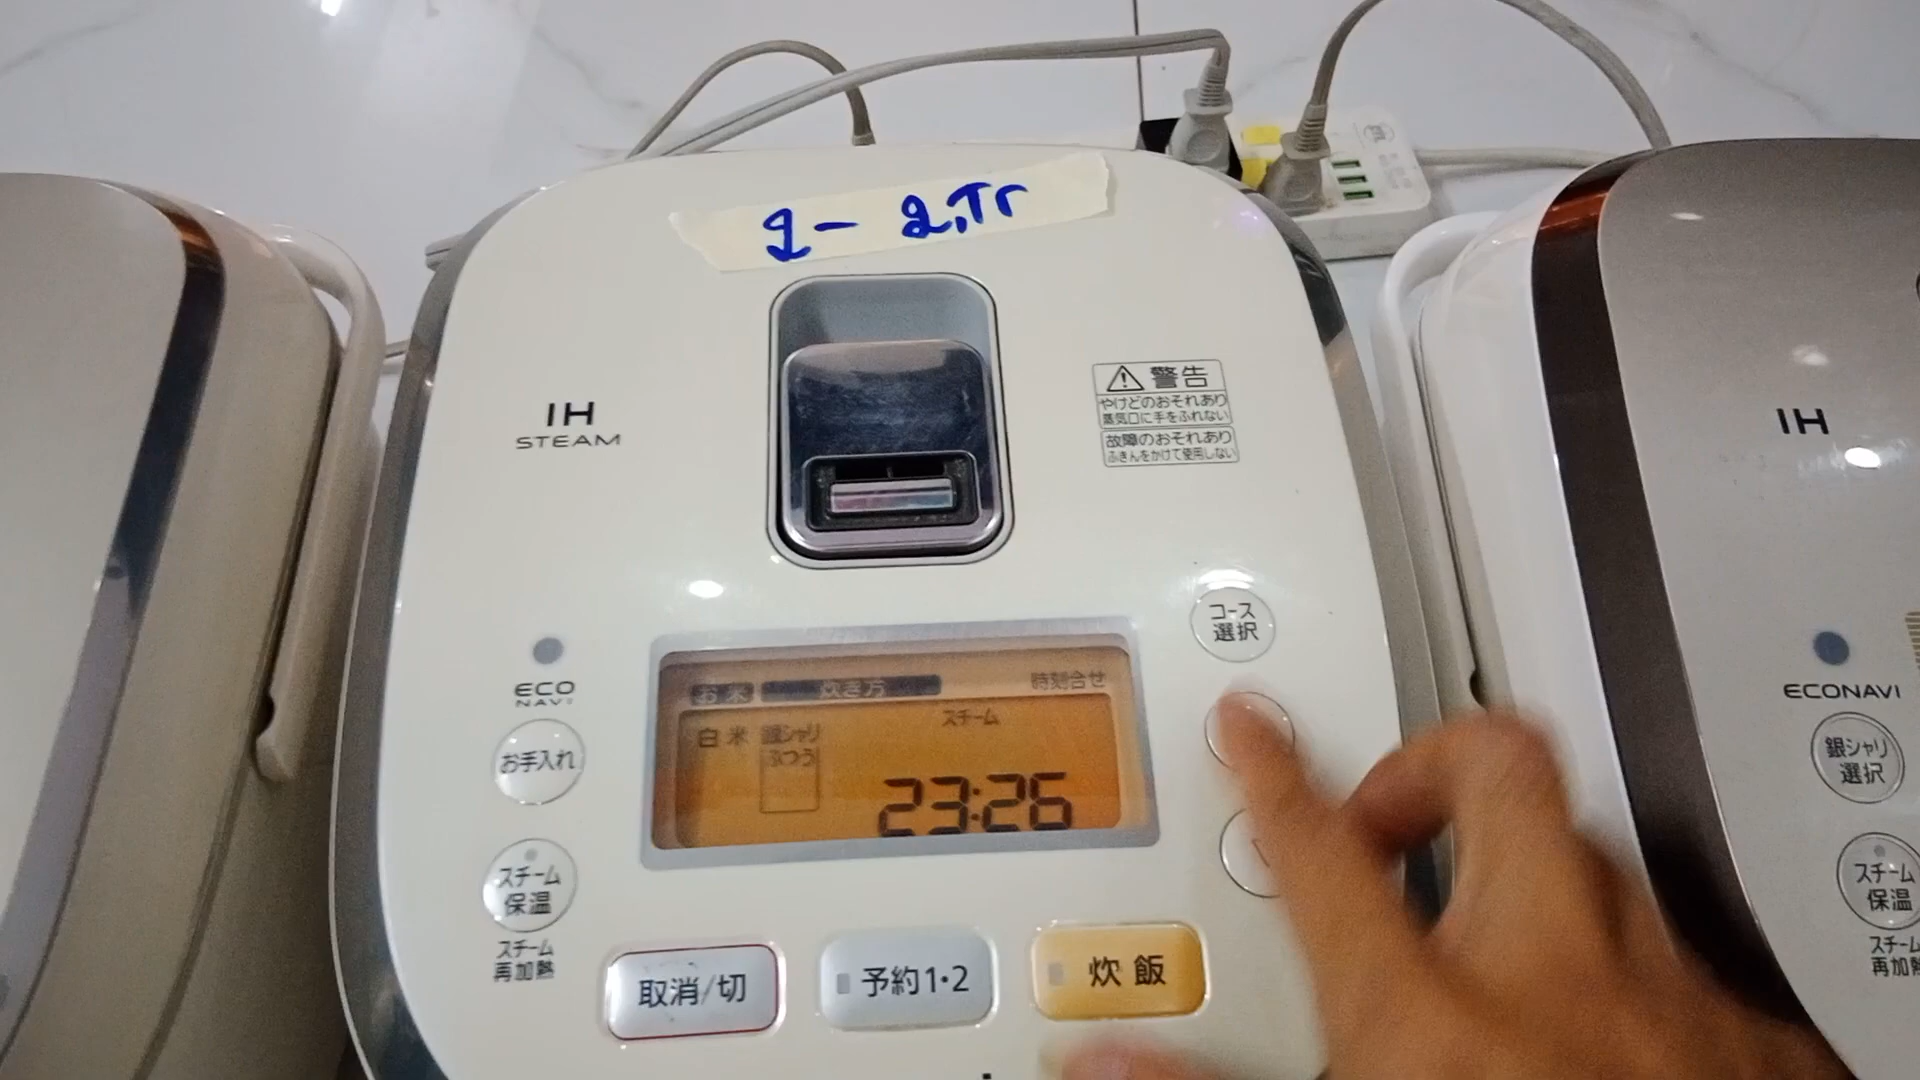 2- 2,Tr
IH
STEAM
警告
やけどのおそれあり
蒸気口に手をふれない
故障のおそれあり
ふきんをかけて使用しない
IH
コース
選択
ECO
NAVI
お手入れ
お米 炊き方 時刻合せ
白米 銀シャリ スチーム
ふつう
23:26
スチーム
保温
スチーム
再加熱
取消/切
予約1・2
炊飯
ECONAVI
銀シャリ
選択
スチーム
保温
スチーム
再加熱